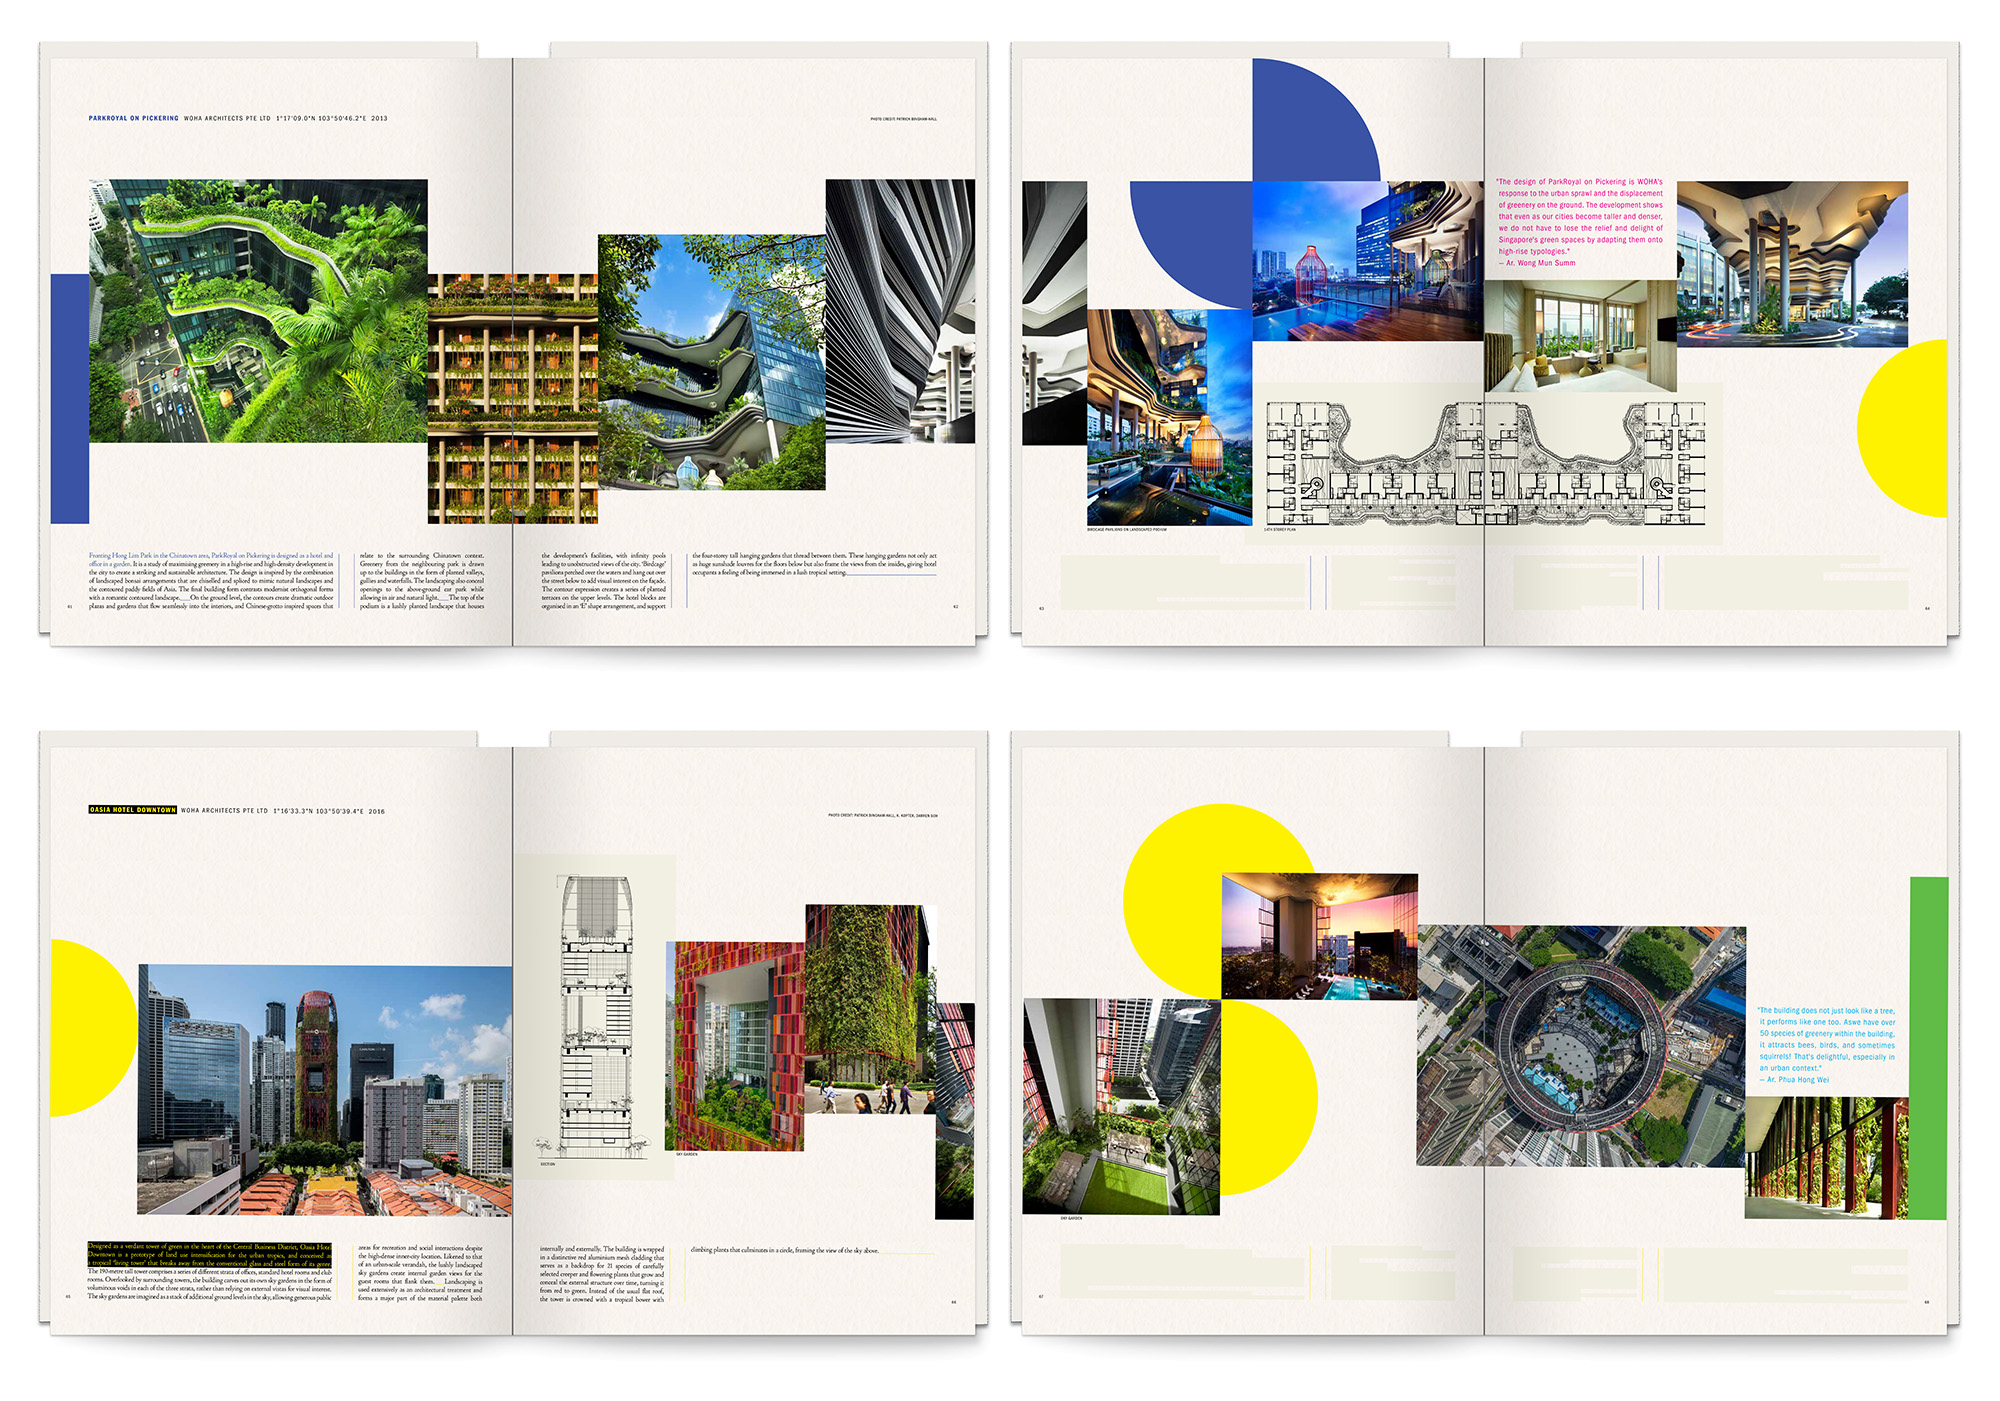 PARKROYAL ON PICKERING WOHA ARCHITECTS PTE LTD 1°17'09.0"N 103°50'46.2"E 2013
PHOTO CREDIT: PATRICK BINGHAM-HALL
Fronting Hong Lim Park in the Chinatown area, ParkRoyal on Pickering is designed as a hotel and
office in a garden. It is a study of maximising greenery in a high-rise and high-density development in
the city to create a striking and sustainable architecture. The design is inspired by the combination
of landscaped bonsai arrangements that are chiselled and spliced to mimic natural landscapes and
the contoured paddy fields of Asia. The final building form contrasts modernist orthogonal forms
with a romantic contoured landscape.__On the ground level, the contours create dramatic outdoor
plazas and gardens that flow seamlessly into the interiors, and Chinese-grotto inspired spaces that
relate to the surrounding Chinatown context.
Greenery from the neighbouring park is drawn
up to the buildings in the form of planted valleys,
gullies and waterfalls. The landscaping also conceal
openings to the above-ground car park while
allowing in air and natural light.__The top of the
podium is a lushly planted landscape that houses
the development's facilities, with infinity pools
leading to unobstructed views of the city. 'Birdcage'
pavilions perched over the waters and hang out over
the street below to add visual interest on the façade.
The contour expression creates a series of planted
terraces on the upper levels. The hotel blocks are
organised in an 'E' shape arrangement, and support
the four-storey tall hanging gardens that thread between them. These hanging gardens not only act
as huge sunshade louvres for the floors below but also frame the views from the insides, giving hotel
occupants a feeling of being immersed in a lush tropical setting.
61
62
"The design of ParkRoyal on Pickering is WOHA's
response to the urban sprawl and the displacement
of greenery on the ground. The development shows
that even as our cities become taller and denser,
we do not have to lose the relief and delight of
Singapore's green spaces by adapting them onto
high-rise typologies."
— Ar. Wong Mun Summ
BIRDCAGE PAVILIONS ON LANDSCAPED PODIUM
14TH STOREY PLAN
63
64
OASIA HOTEL DOWNTOWN WOHA ARCHITECTS PTE LTD 1°16'33.3"N 103°50'39.4"E 2016
PHOTO CREDIT: PATRICK BINGHAM-HALL, K. KOPTER, DARREN SOH
SECTION
SKY GARDEN
Designed as a verdant tower of green in the heart of the Central Business District, Oasia Hotel
Downtown is a prototype of land use intensification for the urban tropics, and conceived as
a tropical 'living tower' that breaks away from the conventional glass and steel form of its genre.
The 190-metre tall tower comprises a series of different strata of offices, standard hotel rooms and club
rooms. Overlooked by surrounding towers, the building carves out its own sky gardens in the form of
voluminous voids in each of the three strata, rather than relying on external vistas for visual interest.
The sky gardens are imagined as a stack of additional ground levels in the sky, allowing generous public
areas for recreation and social interactions despite
the high-dense inner-city location. Likened to that
of an urban-scale verandah, the lushly landscaped
sky gardens create internal garden views for the
guest rooms that flank them.__Landscaping is
used extensively as an architectural treatment and
forms a major part of the material palette both
internally and externally. The building is wrapped
in a distinctive red aluminium mesh cladding that
serves as a backdrop for 21 species of carefully
selected creeper and flowering plants that grow and
conceal the external structure over time, turning it
from red to green. Instead of the usual flat roof,
the tower is crowned with a tropical bower with
climbing plants that culminates in a circle, framing the view of the sky above.
65
66
"The building does not just look like a tree,
it performs like one too. Aswe have over
50 species of greenery within the building,
it attracts bees, birds, and sometimes
squirrels! That's delightful, especially in
an urban context."
— Ar. Phua Hong Wei
SKY GARDEN
67
68